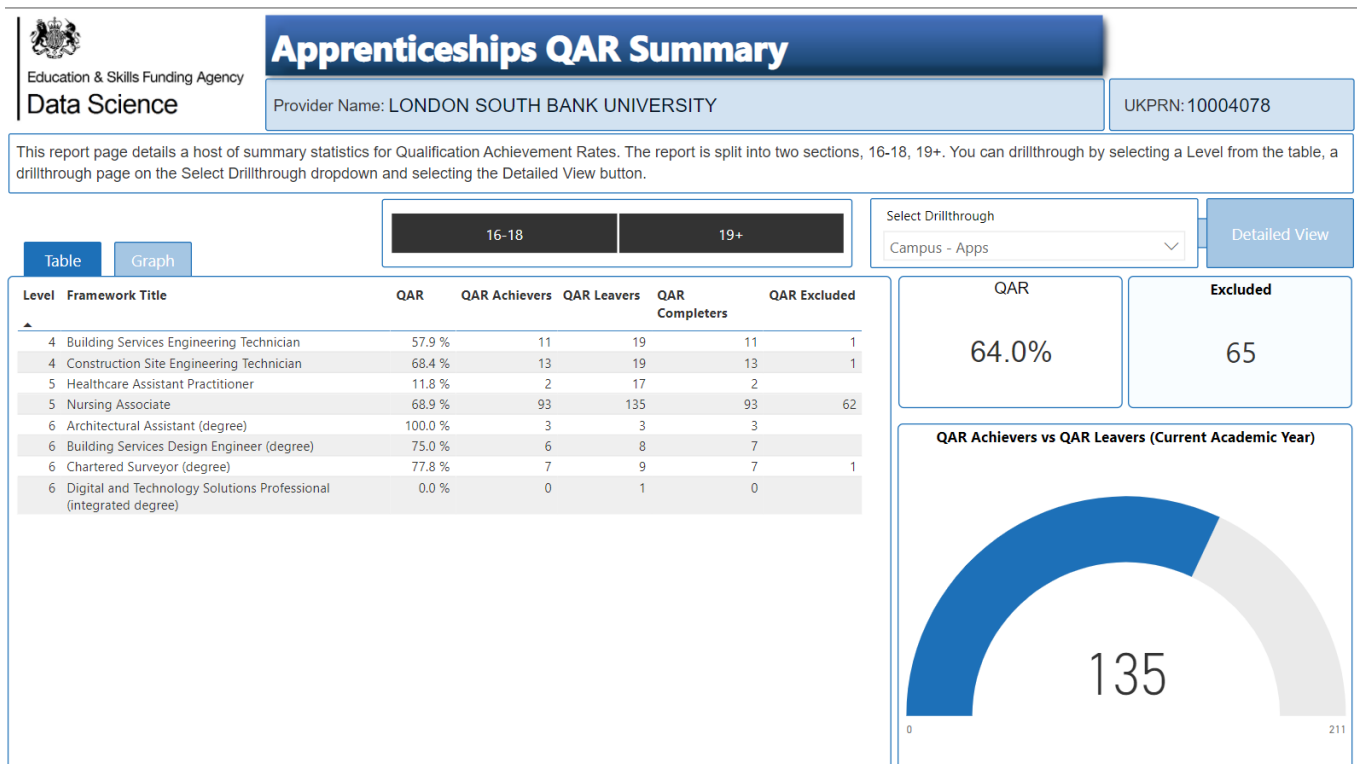 Education & Skills Funding Agency
Data Science
Apprenticeships QAR Summary
Provider Name: LONDON SOUTH BANK UNIVERSITY
UKPRN: 10004078
This report page details a host of summary statistics for Qualification Achievement Rates. The report is split into two sections, 16-18, 19+. You can drillthrough by selecting a Level from the table, a
drillthrough page on the Select Drillthrough dropdown and selecting the Detailed View button.
16-18 19+
Select Drillthrough
Campus - Apps
Detailed View
Table Graph
Level Framework Title QAR QAR Achievers QAR Leavers QAR QAR Excluded
Completers
4 Building Services Engineering Technician 57.9 % 11 19 11 1
4 Construction Site Engineering Technician 68.4 % 13 19 13 1
5 Healthcare Assistant Practitioner 11.8 % 2 17 2
5 Nursing Associate 68.9 % 93 135 93 62
6 Architectural Assistant (degree) 100.0 % 3 3 3
6 Building Services Design Engineer (degree) 75.0 % 6 8 7
6 Chartered Surveyor (degree) 77.8 % 7 9 7 1
6 Digital and Technology Solutions Professional 0.0 % 0 1 0
(integrated degree)
QAR
64.0%
Excluded
65
QAR Achievers vs QAR Leavers (Current Academic Year)
135
0 211